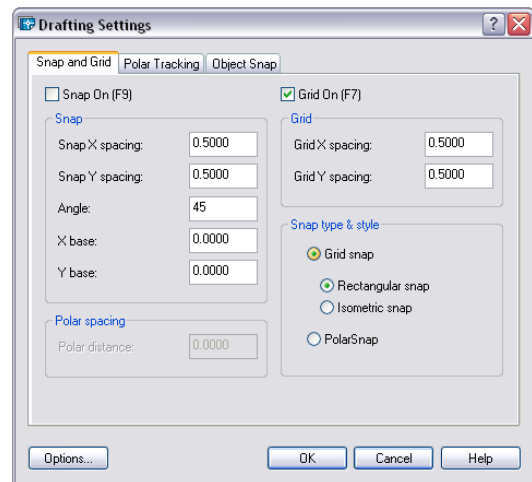 Drafting Settings
Snap and Grid Polar Tracking Object Snap
Snap On (F9)
Snap
Snap X spacing: 0.5000
Snap Y spacing: 0.5000
Angle: 45
X base: 0.0000
Y base: 0.0000
Polar spacing
Polar distance: 0.0000
Grid On (F7)
Grid
Grid X spacing: 0.5000
Grid Y spacing: 0.5000
Snap type & style
Grid snap
Rectangular snap
Isometric snap
PolarSnap
Options... OK Cancel Help